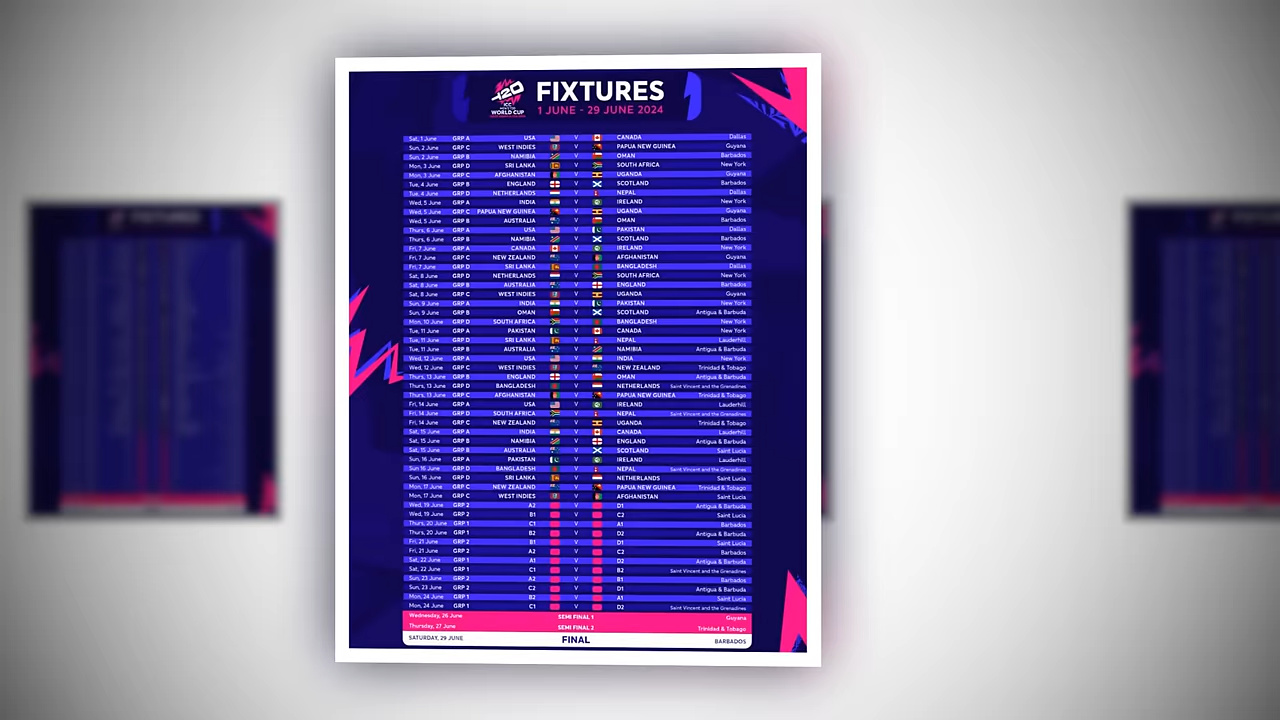 T20
ICC
WORLD CUP
FIXTURES
1 JUNE - 29 JUNE 2024
Sat, 1 June GRP A USA V CANADA Dallas
Sun, 2 June GRP C WEST INDIES V PAPUA NEW GUINEA Guyana
Sun, 2 June GRP B NAMIBIA V OMAN Barbados
Mon, 3 June GRP D SRI LANKA V SOUTH AFRICA New York
Mon, 3 June GRP C AFGHANISTAN V UGANDA Guyana
Tue, 4 June GRP B ENGLAND V SCOTLAND Barbados
Tue, 4 June GRP D NETHERLANDS V NEPAL Dallas
Wed, 5 June GRP A INDIA V IRELAND New York
Wed, 5 June GRP C PAPUA NEW GUINEA V UGANDA Guyana
Wed, 5 June GRP B AUSTRALIA V OMAN Barbados
Thurs, 6 June GRP A USA V PAKISTAN Dallas
Thurs, 6 June GRP B NAMIBIA V SCOTLAND Barbados
Fri, 7 June GRP A CANADA V IRELAND New York
Fri, 7 June GRP C NEW ZEALAND V AFGHANISTAN Guyana
Fri, 7 June GRP D SRI LANKA V BANGLADESH Dallas
Sat, 8 June GRP D NETHERLANDS V SOUTH AFRICA New York
Sat, 8 June GRP B AUSTRALIA V ENGLAND Barbados
Sat, 8 June GRP C WEST INDIES V UGANDA Guyana
Sun, 9 June GRP A INDIA V PAKISTAN New York
Sun, 9 June GRP B OMAN V SCOTLAND Antigua & Barbuda
Mon, 10 June GRP D SOUTH AFRICA V BANGLADESH New York
Tue, 11 June GRP A PAKISTAN V CANADA New York
Tue, 11 June GRP D SRI LANKA V NEPAL Lauderhill
Tue, 11 June GRP B AUSTRALIA V NAMIBIA Antigua & Barbuda
Wed, 12 June GRP A USA V INDIA New York
Wed, 12 June GRP C WEST INDIES V NEW ZEALAND Trinidad & Tobago
Thurs, 13 June GRP B ENGLAND V OMAN Antigua & Barbuda
Thurs, 13 June GRP D BANGLADESH V NETHERLANDS Saint Vincent and the Grenadines
Thurs, 13 June GRP C AFGHANISTAN V PAPUA NEW GUINEA Trinidad & Tobago
Fri, 14 June GRP A USA V IRELAND Lauderhill
Fri, 14 June GRP D SOUTH AFRICA V NEPAL Saint Vincent and the Grenadines
Fri, 14 June GRP C NEW ZEALAND V UGANDA Trinidad & Tobago
Sat, 15 June GRP A INDIA V CANADA Lauderhill
Sat, 15 June GRP B NAMIBIA V ENGLAND Antigua & Barbuda
Sat, 15 June GRP B AUSTRALIA V SCOTLAND Saint Lucia
Sun, 16 June GRP A PAKISTAN V IRELAND Lauderhill
Sun 16 June GRP D BANGLADESH V NEPAL Saint Vincent and the Grenadines
Sun, 16 June GRP D SRI LANKA V NETHERLANDS Saint Lucia
Mon, 17 June GRP C NEW ZEALAND V PAPUA NEW GUINEA Trinidad & Tobago
Mon, 17 June GRP C WEST INDIES V AFGHANISTAN Saint Lucia
Wed, 19 June GRP 2 A2 V D1 Antigua & Barbuda
Wed, 19 June GRP 2 B1 V C2 Saint Lucia
Thurs, 20 June GRP 1 C1 V A1 Barbados
Thurs, 20 June GRP 1 B2 V D2 Antigua & Barbuda
Fri, 21 June GRP 2 B1 V D1 Saint Lucia
Fri, 21 June GRP 2 A2 V C2 Barbados
Sat, 22 June GRP 1 A1 V D2 Antigua & Barbuda
Sat, 22 June GRP 1 C1 V B2 Saint Vincent and the Grenadines
Sun, 23 June GRP 2 A2 V B1 Barbados
Sun, 23 June GRP 2 C2 V D1 Antigua & Barbuda
Mon, 24 June GRP 1 B2 V A1 Saint Lucia
Mon, 24 June GRP 1 C1 V D2 Saint Vincent and the Grenadines
Wednesday, 26 June SEMI FINAL 1 Guyana
Thursday, 27 June SEMI FINAL 2 Trinidad & Tobago
SATURDAY, 29 JUNE FINAL BARBADOS